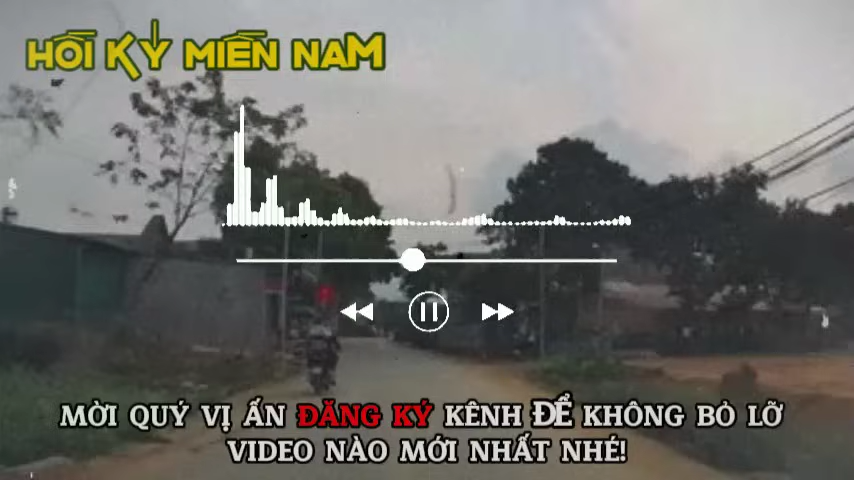 HỒI KÝ MIỀN NAM
MỜI QUÝ VỊ ẤN ĐĂNG KÝ KÊNH ĐỂ KHÔNG BỎ LỠ
VIDEO NÀO MỚI NHẤT NHÉ!